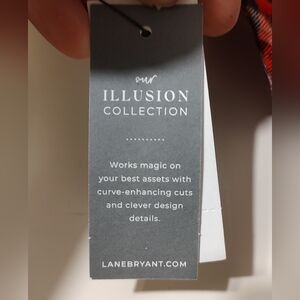 our
ILLUSION
COLLECTION
Works magic on
your best assets with
curve-enhancing cuts
and clever design
details.
LANEBRYANT.COM